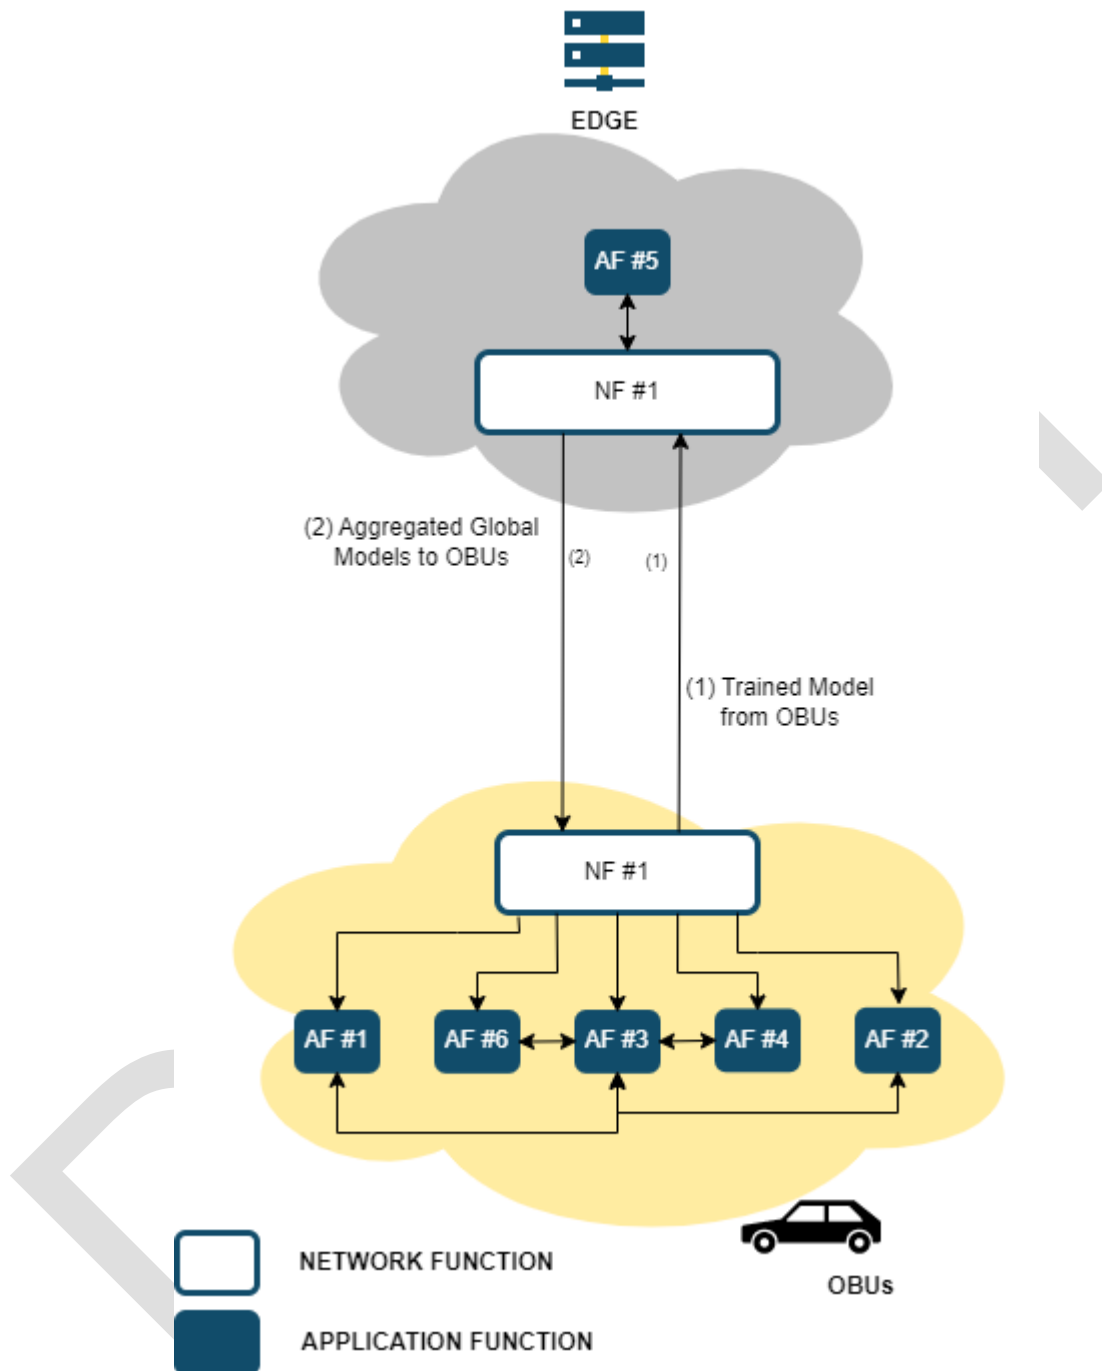 EDGE
AF #5
NF #1
(2) Aggregated Global
Models to OBUs
(2)
(1)
(1) Trained Model
from OBUs
NF #1
AF #1
AF #6
AF #3
AF #4
AF #2
OBUs
NETWORK FUNCTION
APPLICATION FUNCTION